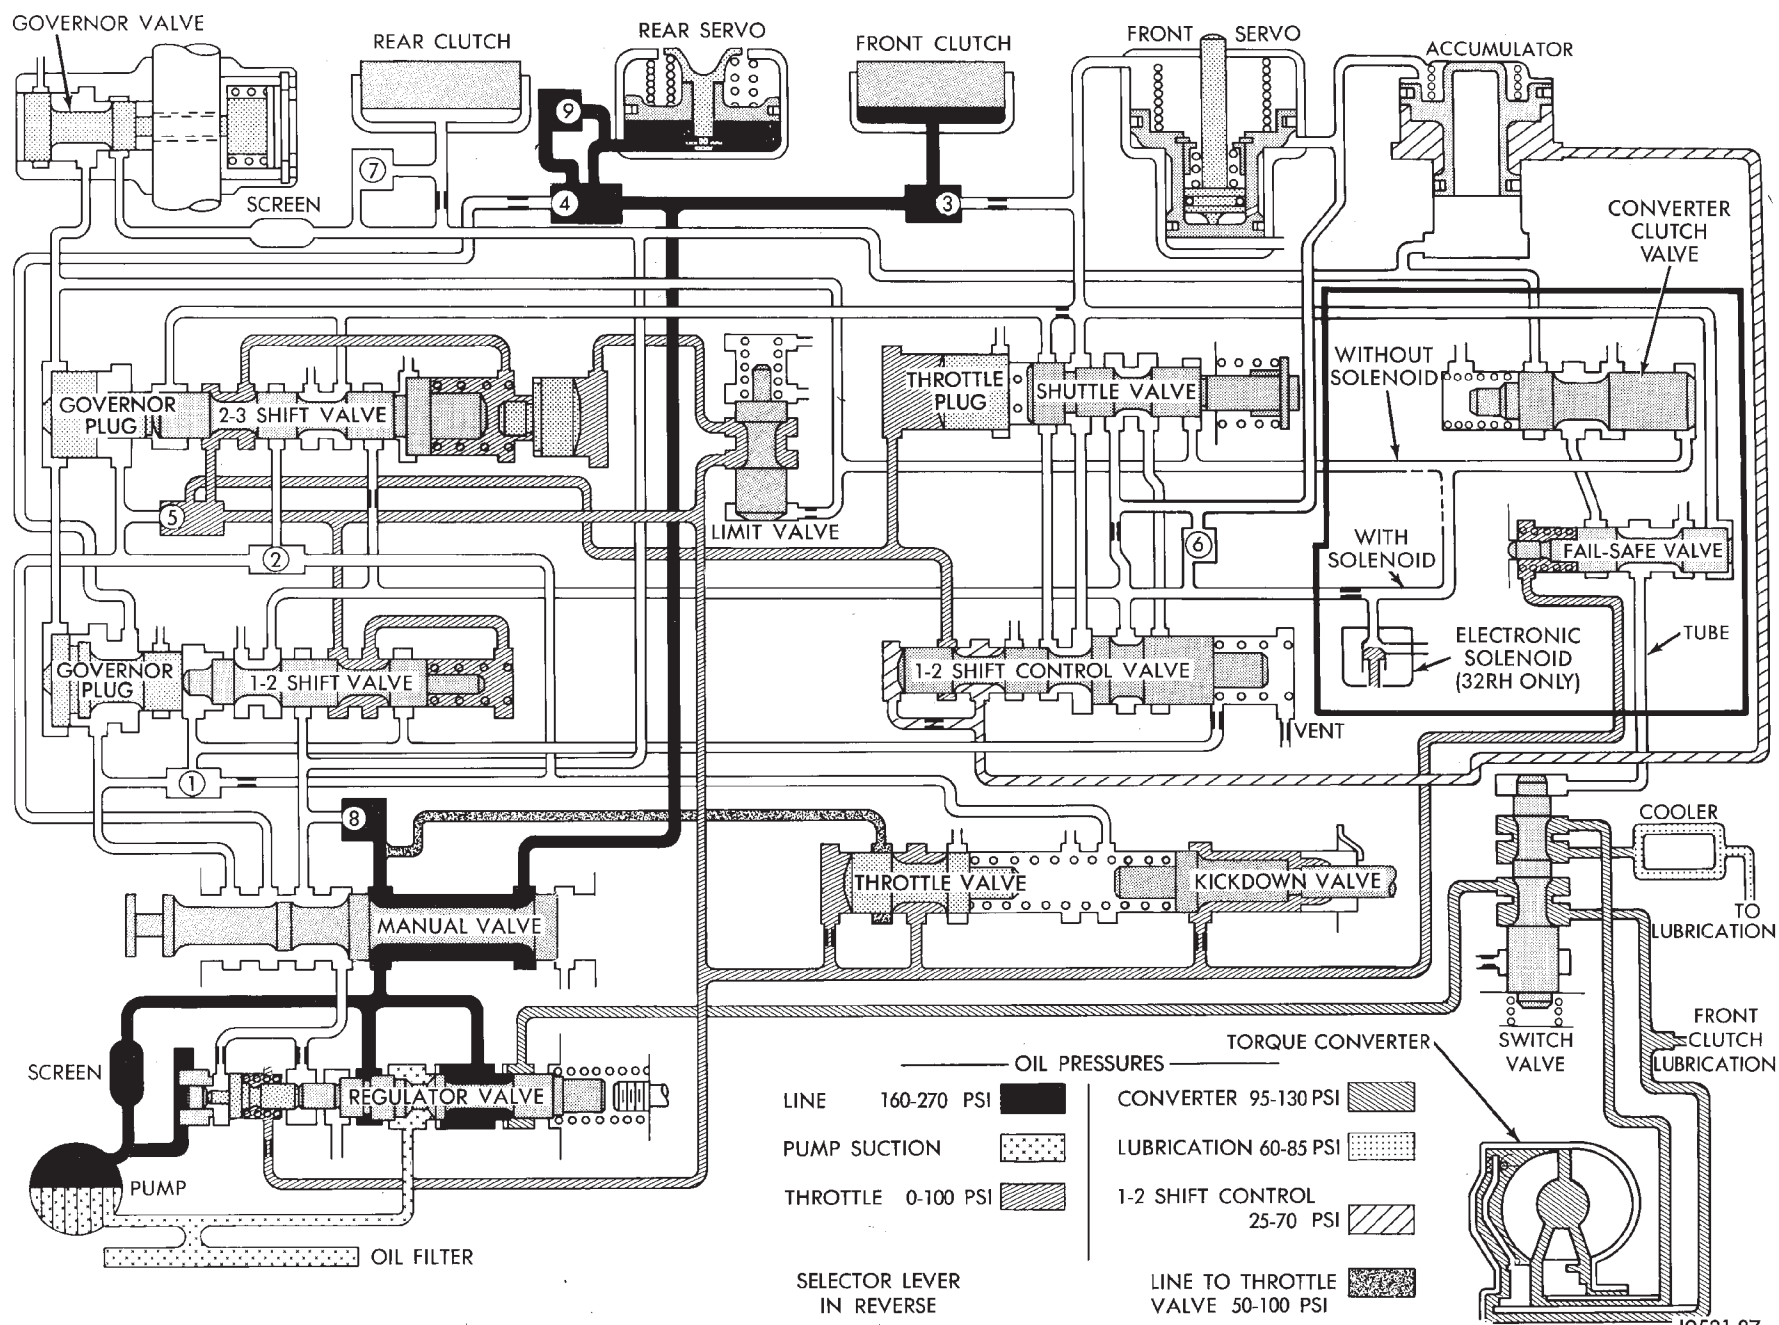 GOVERNOR VALVE
REAR CLUTCH
REAR SERVO
FRONT CLUTCH
FRONT SERVO
ACCUMULATOR
9
7
SCREEN
4
3
CONVERTER
CLUTCH
VALVE
WITHOUT
SOLENOID
GOVERNOR
PLUG
2-3 SHIFT VALVE
THROTTLE
PLUG
SHUTTLE VALVE
5
LIMIT VALVE
2
6
WITH
SOLENOID
FAIL-SAFE VALVE
GOVERNOR
PLUG
1-2 SHIFT VALVE
1-2 SHIFT CONTROL VALVE
ELECTRONIC
SOLENOID
(32RH ONLY)
TUBE
VENT
1
8
COOLER
THROTTLE VALVE
KICKDOWN VALVE
MANUAL VALVE
TO
LUBRICATION
SCREEN
REGULATOR VALVE
SWITCH
VALVE
FRONT
CLUTCH
LUBRICATION
TORQUE CONVERTER
PUMP
OIL FILTER
OIL PRESSURES
LINE 160-270 PSI
PUMP SUCTION
THROTTLE 0-100 PSI
CONVERTER 95-130 PSI
LUBRICATION 60-85 PSI
1-2 SHIFT CONTROL
25-70 PSI
SELECTOR LEVER
IN REVERSE
LINE TO THROTTLE
VALVE 50-100 PSI